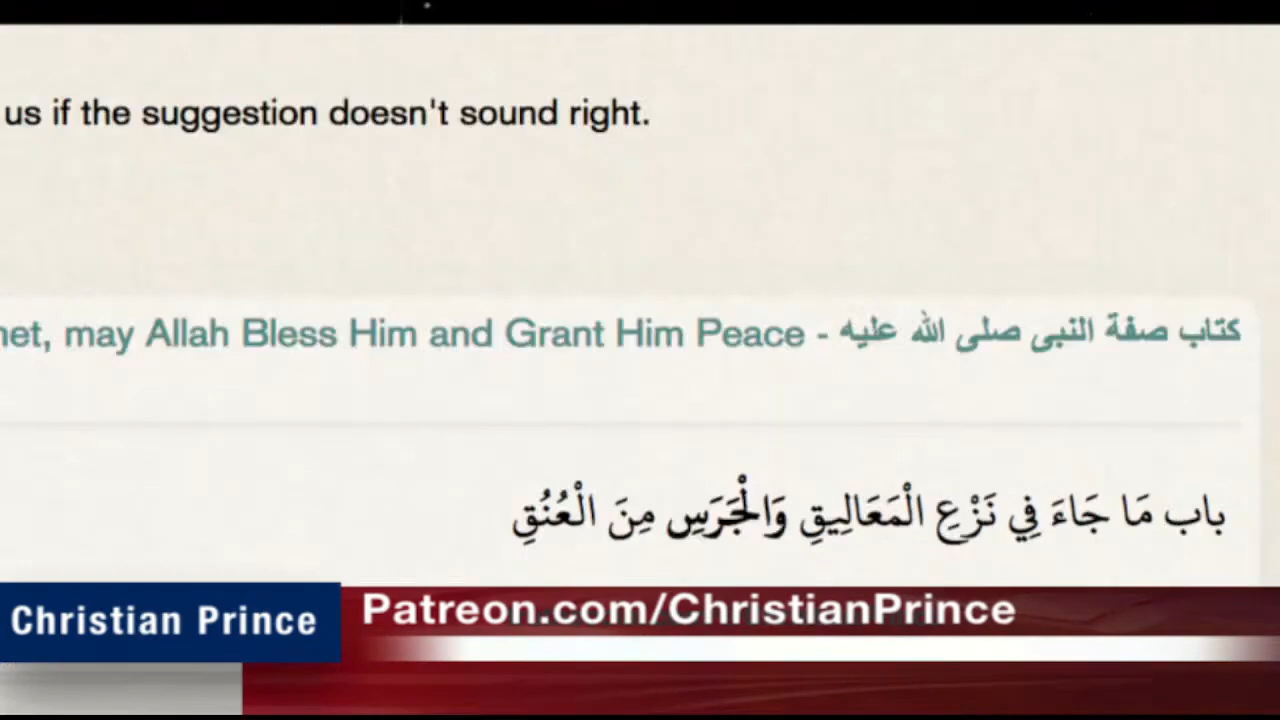 us if the suggestion doesn't sound right.
het, may Allah Bless Him and Grant Him Peace - كتاب صفة النبى صلى الله عليه
باب مَا جَاءَ فِي نَزْعِ الْمَعَالِيقِ وَالْجَرَسِ مِنَ الْعُنُقِ
Christian Prince
Patreon.com/ChristianPrince